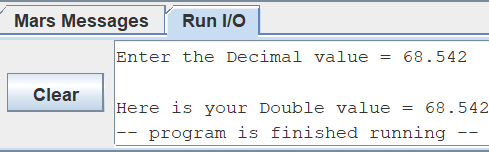 Mars Messages Run I/O
Enter the Decimal value = 68.542
Clear
Here is your Double value = 68.542
-- program is finished running --